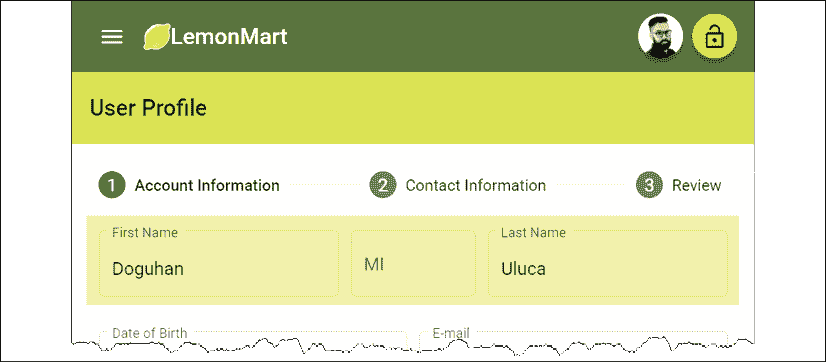 LemonMart
User Profile
1 Account Information 2 Contact Information 3 Review
First Name Last Name
Doguhan MI Uluca
Date of Birth E-mail